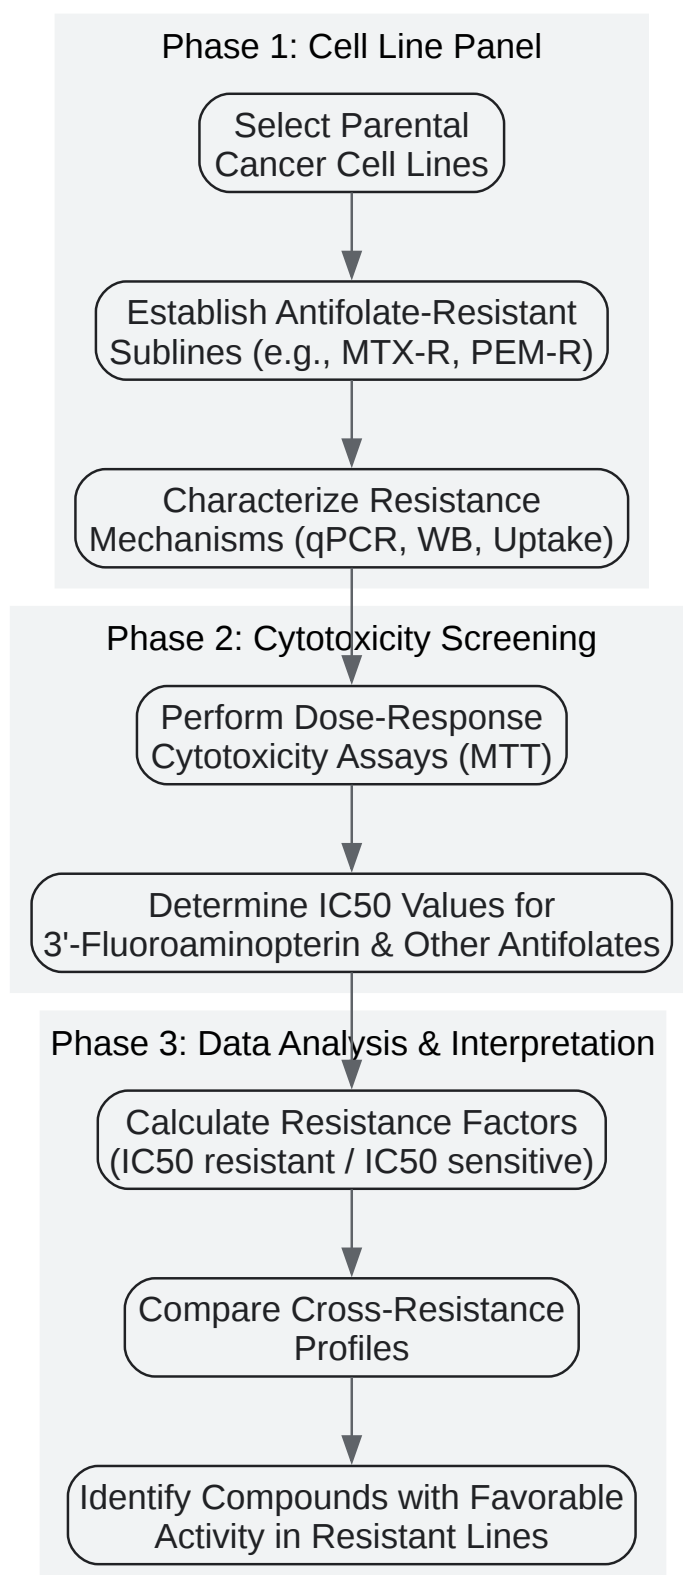 Phase 1: Cell Line Panel
Select Parental
Cancer Cell Lines
Establish Antifolate-Resistant
Sublines (e.g., MTX-R, PEM-R)
Characterize Resistance
Mechanisms (qPCR, WB, Uptake)
Phase 2: Cytotoxicity Screening
Perform Dose-Response
Cytotoxicity Assays (MTT)
Determine IC50 Values for
3'-Fluoroaminopterin & Other Antifolates
Phase 3: Data Analysis & Interpretation
Calculate Resistance Factors
(IC50 resistant / IC50 sensitive)
Compare Cross-Resistance
Profiles
Identify Compounds with Favorable
Activity in Resistant Lines